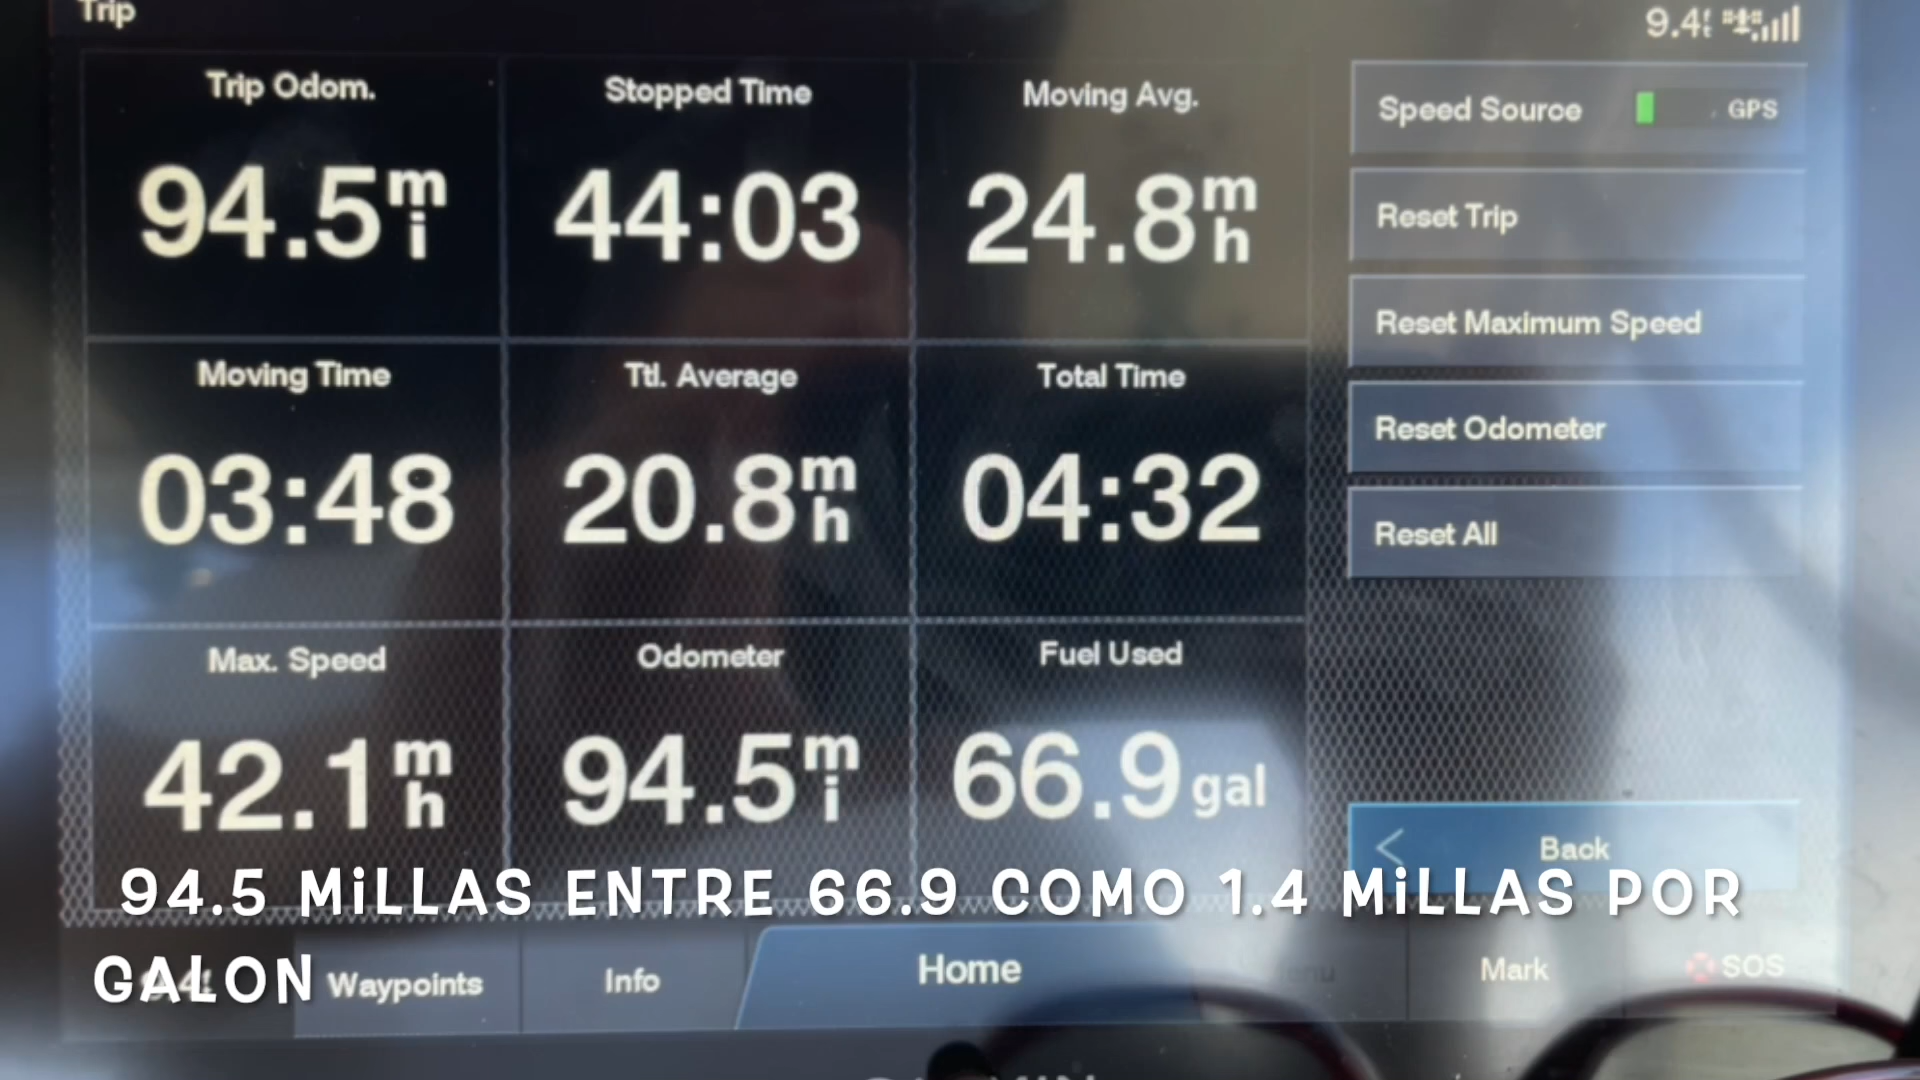 Trip
9.4ft
Trip Odom.
94.5mi
Stopped Time
44:03
Moving Avg.
24.8mh
Moving Time
03:48
Ttl. Average
20.8mh
Total Time
04:32
Max. Speed
42.1mh
Odometer
94.5mi
Fuel Used
66.9gal
Speed Source GPS
Reset Trip
Reset Maximum Speed
Reset Odometer
Reset All
< Back
94.5 MiLLAS ENTRE 66.9 COMO 1.4 MiLLAS POR
GALON
Waypoints
Info
Home
Mark
SOS